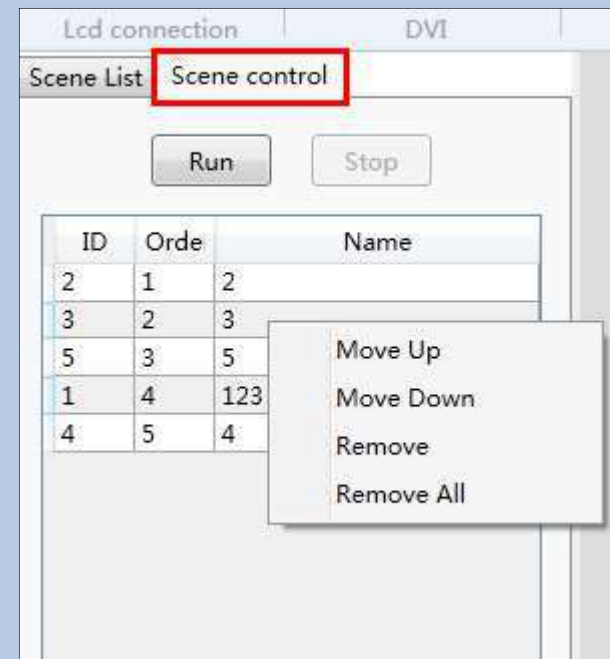 Lcd connection DVI
Scene List Scene control
Run Stop
ID Orde Name
2 1 2
3 2 3
5 3 5
1 4 123
4 5 4
Move Up
Move Down
Remove
Remove All